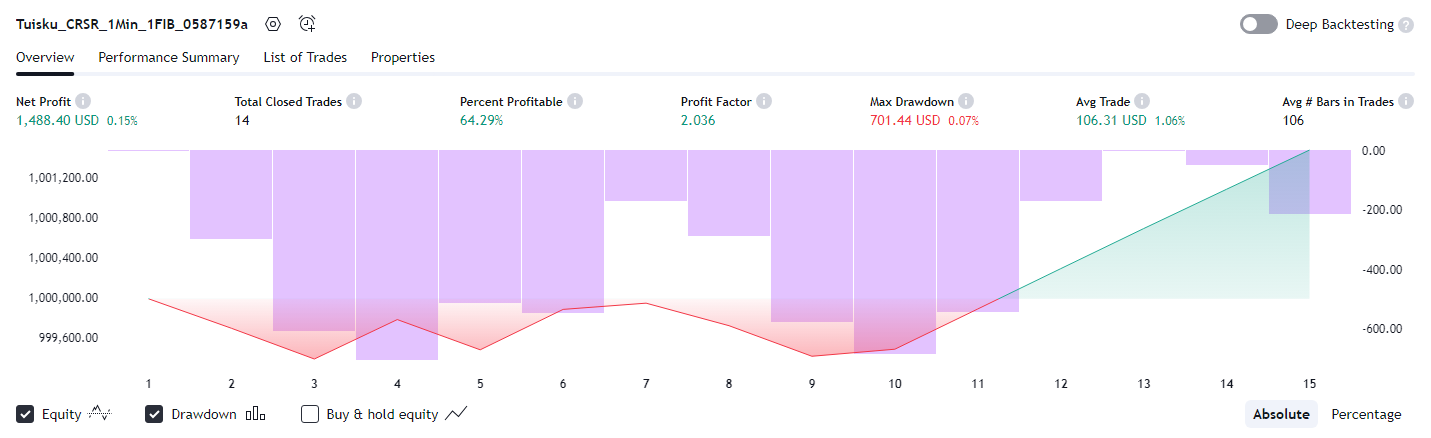 Tuisku_CRSR_1Min_1FIB_0587159a Deep Backtesting ?
Overview Performance Summary List of Trades Properties
Net Profit Total Closed Trades Percent Profitable Profit Factor Max Drawdown Avg Trade Avg # Bars in Trades
1,488.40 USD 0.15% 14 64.29% 2.036 701.44 USD 0.07% 106.31 USD 1.06% 106
0.00
1,001,200.00
1,000,800.00 -200.00
1,000,400.00 -400.00
1,000,000.00
999,600.00 -600.00
1 2 3 4 5 6 7 8 9 10 11 12 13 14 15
Equity Drawdown Buy & hold equity Absolute Percentage